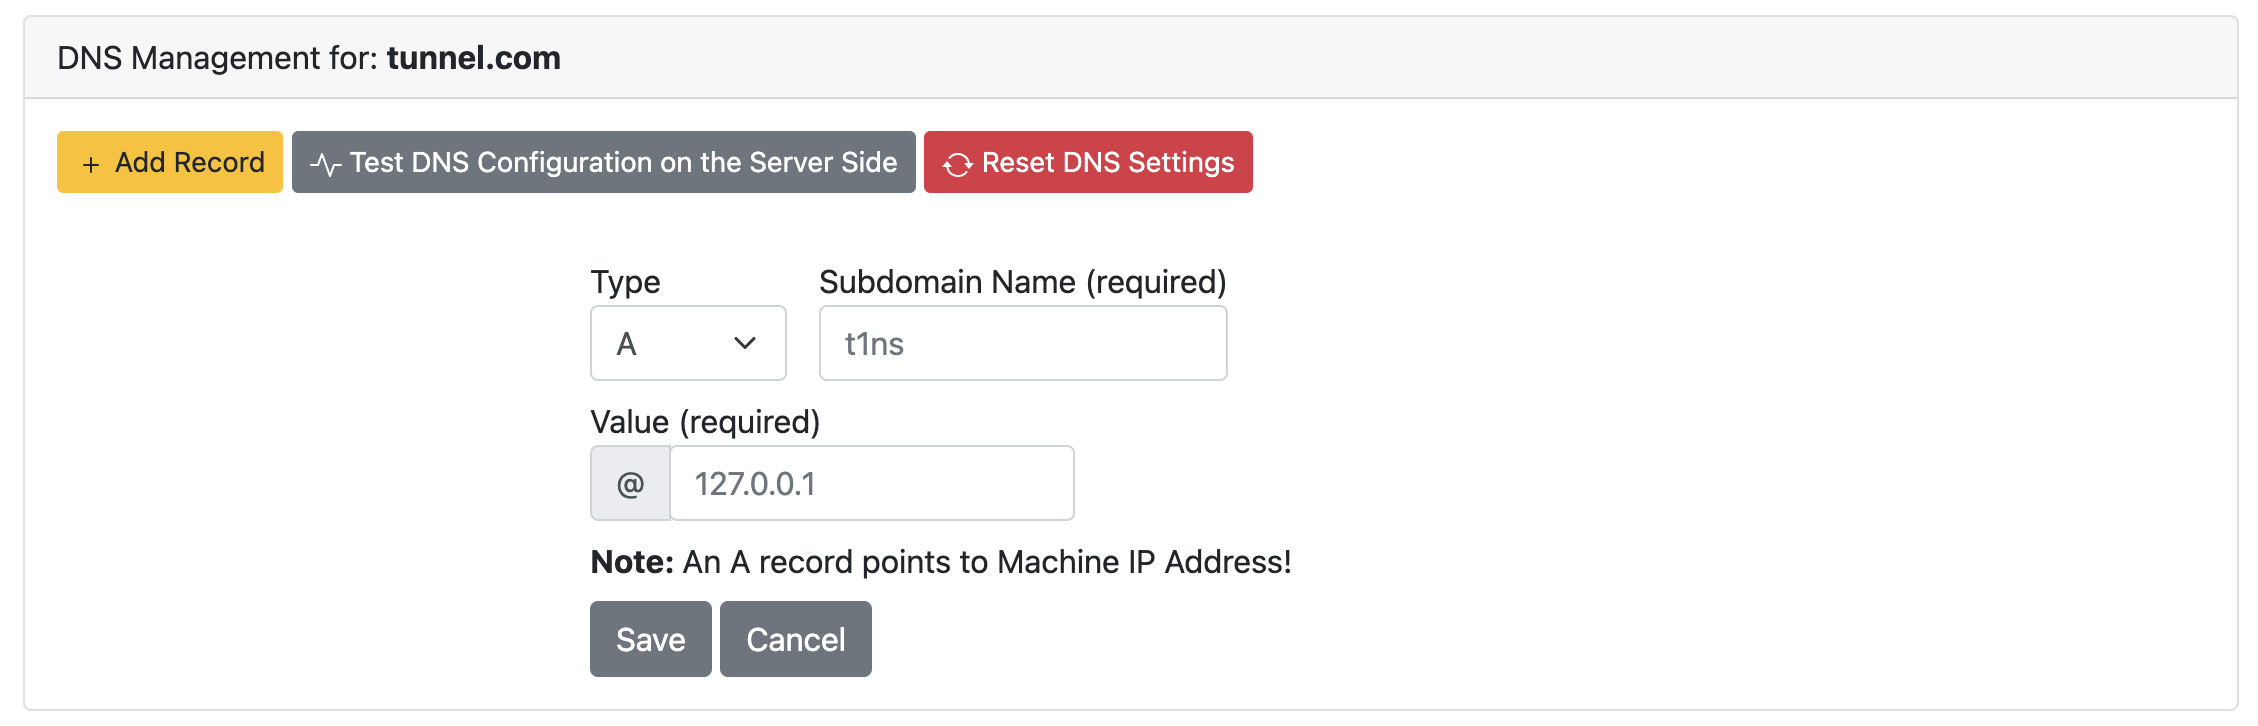 DNS Management for: tunnel.com
+ Add Record
Test DNS Configuration on the Server Side
Reset DNS Settings
Type
Subdomain Name (required)
A
t1ns
Value (required)
@
127.0.0.1
Note: An A record points to Machine IP Address!
Save
Cancel